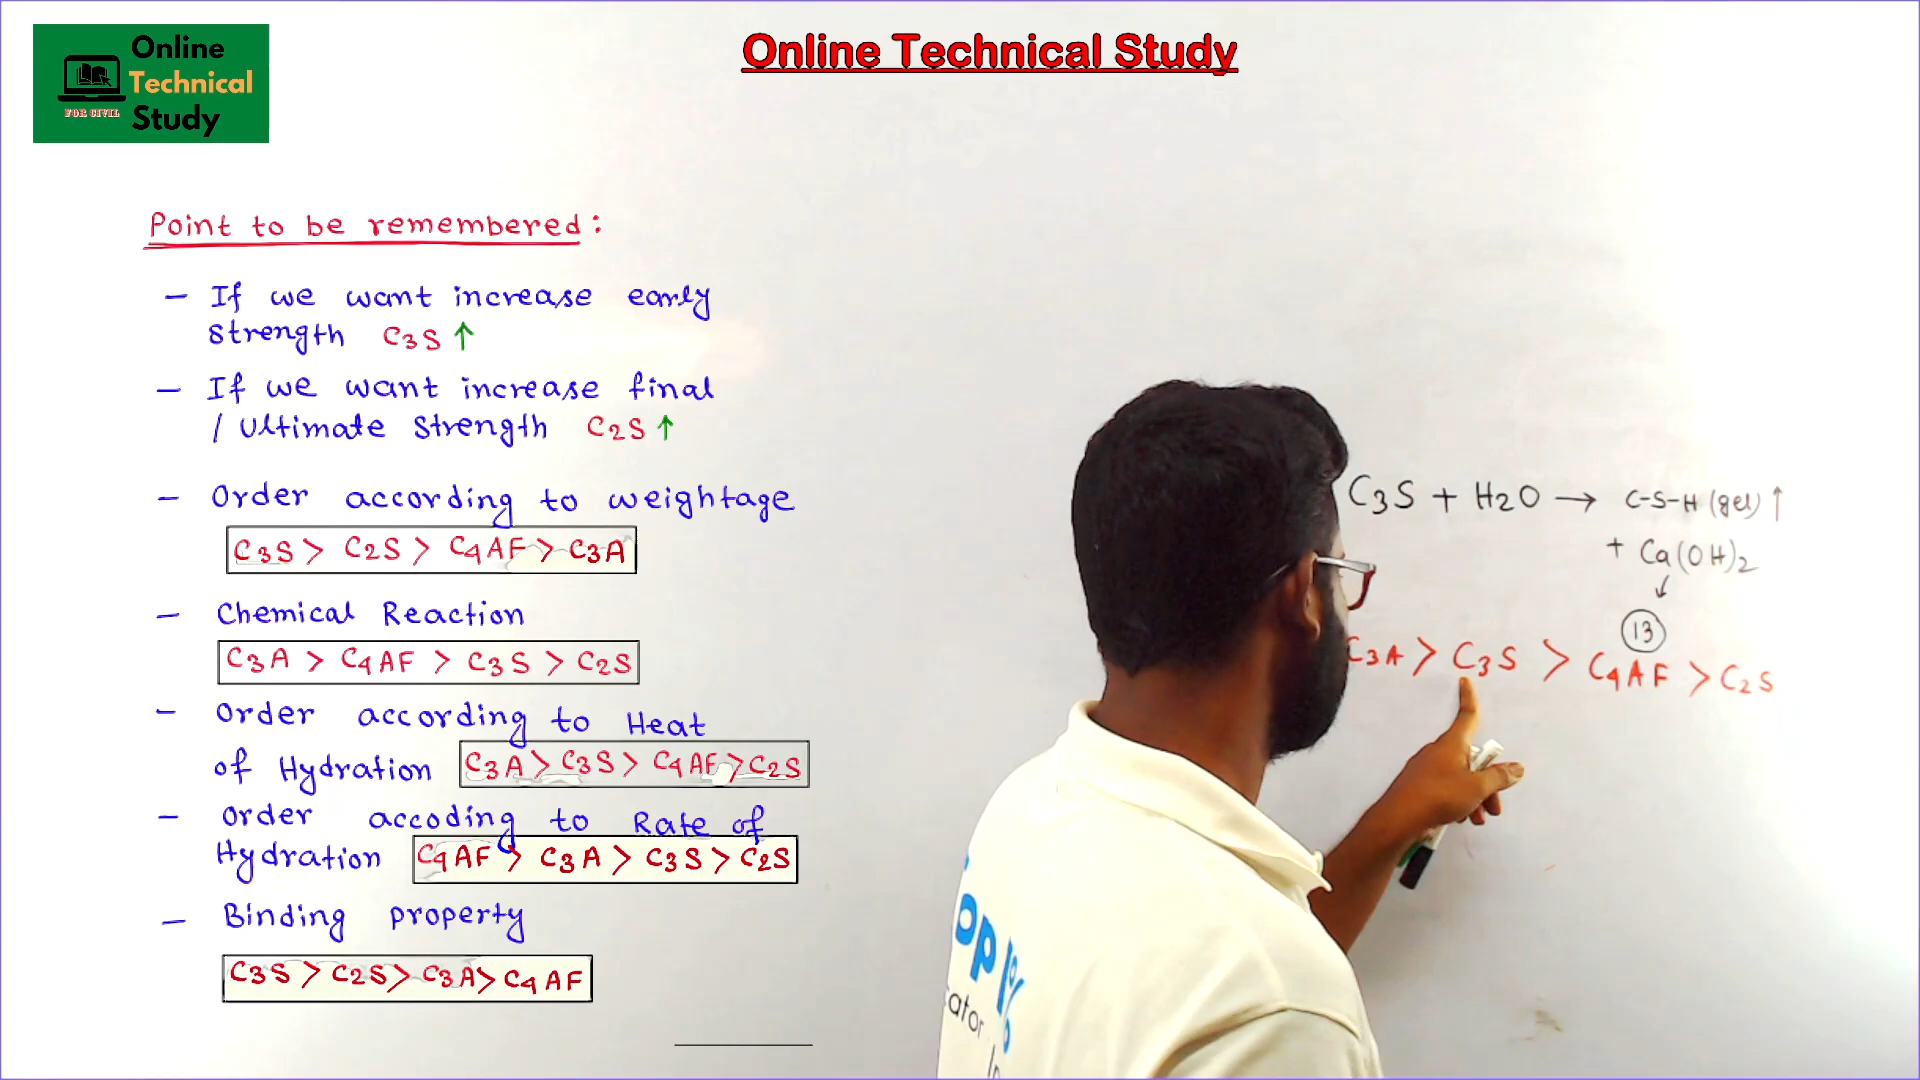 Online
Technical
FOR CIVIL
Study
Online Technical Study
Point to be remembered:
- If we want increase early
strength C3S ↑
- If we want increase final
/ Ultimate strength C2S ↑
- Order according to weightage
C3S > C2S > C4AF > C3A
- Chemical Reaction
C3A > C4AF > C3S > C2S
- Order according to Heat
of Hydration C3A > C3S > C4AF > C2S
- Order accoding to Rate of
Hydration C4AF > C3A > C3S > C2S
- Binding property
C3S > C2S > C3A > C4AF
C3S + H2O → C-S-H (gel) ↑
+ Ca(OH)2
↓
13
C3A > C3S > C4AF > C2S